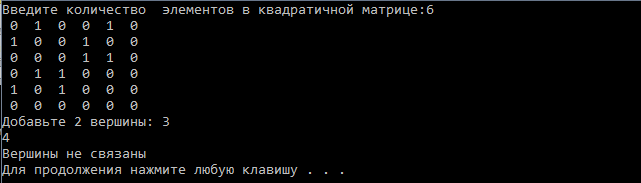 Введите количество  элементов в квадратичной матрице:6
0 1 0 0 1 0
1 0 0 1 0 0
0 0 0 1 1 0
0 1 1 0 0 0
1 0 1 0 0 0
0 0 0 0 0 0
Добавьте 2 вершины: 3
4
Вершины не связаны
Для продолжения нажмите любую клавишу . . .